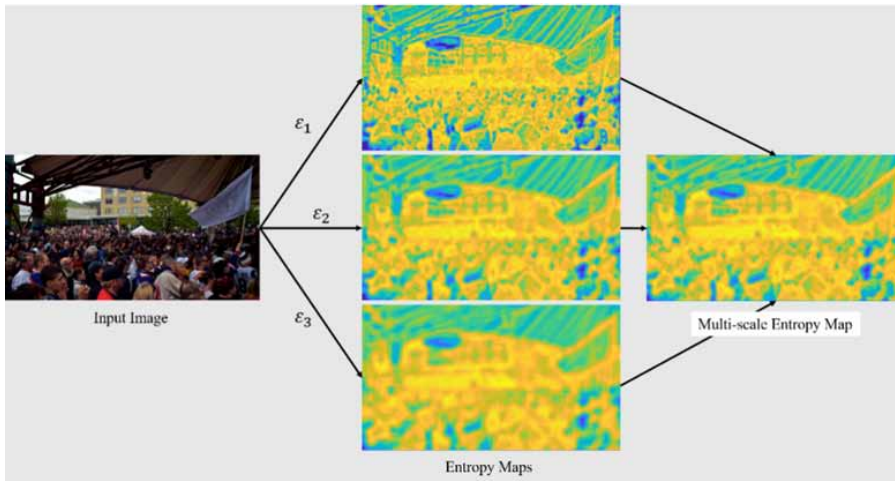 ε₁
ε₂
ε₃
Input Image
Multi-scale Entropy Map
Entropy Maps